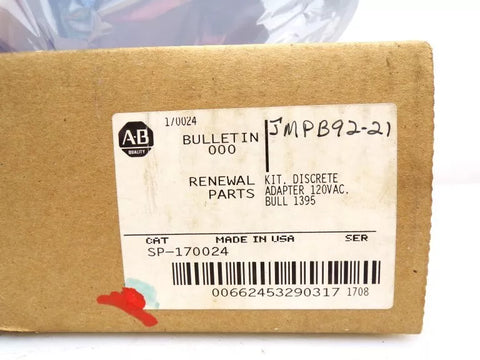 170024
JMPB92-21
A-B
QUALITY
BULLETIN
000
RENEWAL
PARTS
KIT, DISCRETE
ADAPTER 120VAC,
BULL 1395
CAT MADE IN USA SER
SP-170024
00662453290317 1708